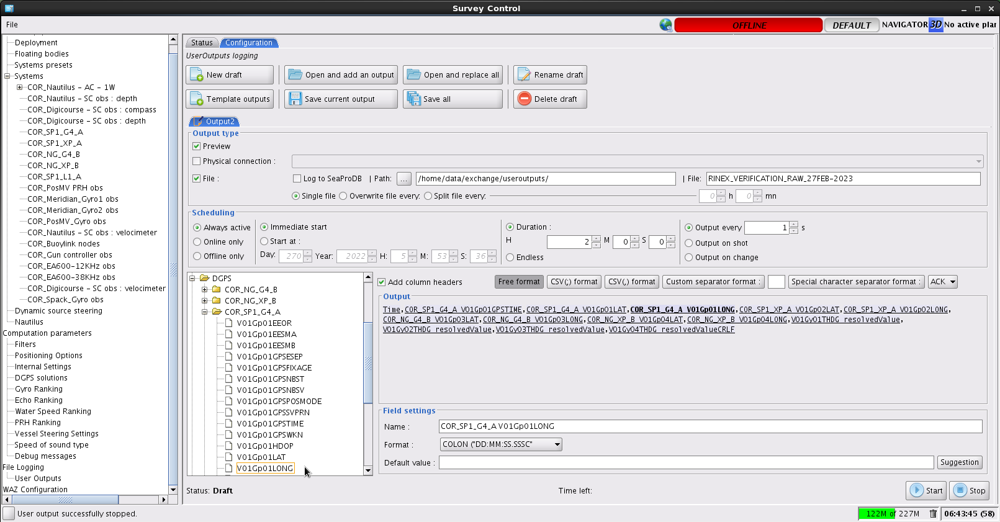 Survey Control
File
OFFLINE
DEFAULT
NAVIGATOR 3D No active plan
Deployment
Floating bodies
Systems presets
Systems
COR_Nautilus - AC - 1W
COR_Nautilus - SC obs : depth
COR_Digicourse - SC obs : compass
COR_Digicourse - SC obs : depth
COR_SP1_G4_A
COR_SP1_XP_A
COR_NG_G4_B
COR_NG_XP_B
COR_SP1_L1_A
COR_PosMV PRH obs
COR_Meridian_Gyro1 obs
COR_Meridian_Gyro2 obs
COR_PosMV_Gyro obs
COR_Nautilus - SC obs : velocimeter
COR_Buoylink nodes
COR_Gun controller obs
COR_EA600-12KHz obs
COR_EA600-38KHz obs
COR_Digicourse - SC obs : velocimeter
COR_Spack_Gyro obs
Dynamic source steering
Nautilus
Computation parameters
Filters
Positioning Options
Internal Settings
DGPS solutions
Gyro Ranking
Echo Ranking
Water Speed Ranking
PRH Ranking
Vessel Steering Settings
Speed of sound type
Debug messages
File Logging
User Outputs
WAZ Configuration
Status Configuration
UserOutputs logging
New draft Open and add an output Open and replace all Rename draft
Template outputs Save current output Save all Delete draft
Output2
Output type
Preview
Physical connection :
File : Log to SeaProDB | Path: ... /home/data/exchange/useroutputs/ | File: RINEX_VERIFICATION_RAW_27FEB-2023
Single file Overwrite file every: Split file every: 0 h 0 mn
Scheduling
Always active Immediate start Duration : Output every 1 s
Online only Start at : H 2 M 0 S 0 Output on shot
Offline only Day: 270 Year: 2022 H: 5 M: 53 S: 36 Endless Output on change
DGPS
COR_NG_G4_B
COR_NG_XP_B
COR_SP1_G4_A
V01Gp01EEOR
V01Gp01EESMA
V01Gp01EESMB
V01Gp01GPSESEP
V01Gp01GPSFIXAGE
V01Gp01GPSNBST
V01Gp01GPSNBSV
V01Gp01GPSPOSMODE
V01Gp01GPSSVPRN
V01Gp01GPSTIME
V01Gp01GPSWKN
V01Gp01HDOP
V01Gp01LAT
V01Gp01LONG
Add column headers Free format CSV(;) format CSV(,) format Custom separator format : Special character separator format : ACK
Output
Time,COR_SP1_G4_A V01Gp01GPSTIME,COR_SP1_G4_A V01Gp01LAT,COR_SP1_G4_A V01Gp01LONG,COR_SP1_XP_A V01Gp02LAT,COR_SP1_XP_A V01Gp02LONG,
COR_NG_G4_B V01Gp03LAT,COR_NG_G4_B V01Gp03LONG,COR_NG_XP_B V01Gp04LAT,COR_NG_XP_B V01Gp04LONG,V01Gy01THDG resolvedValue,
V01Gy02THDG resolvedValue,V01Gy03THDG resolvedValue,V01Gy04THDG resolvedValueCRLF
Field settings
Name : COR_SP1_G4_A V01Gp01LONG
Format : COLON ("DD:MM:SS.SSSC"
Default value : Suggestion
Status: Draft Time left: Start Stop
User output successfully stopped.
122M of 227M 06:43:45 (58)